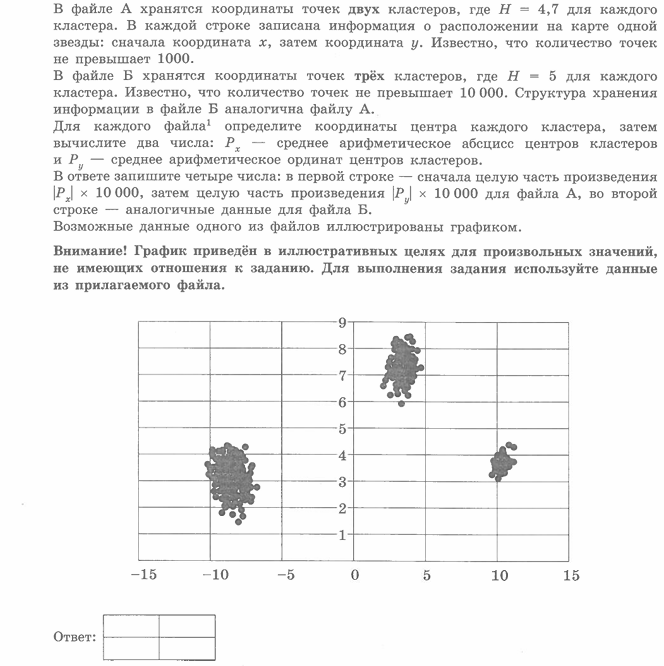 В файле А хранятся координаты точек двух кластеров, где H = 4,7 для каждого
кластера. В каждой строке записана информация о расположении на карте одной
звезды: сначала координата x, затем координата y. Известно, что количество точек
не превышает 1000.
В файле Б хранятся координаты точек трёх кластеров, где H = 5 для каждого
кластера. Известно, что количество точек не превышает 10 000. Структура хранения
информации в файле Б аналогична файлу А.
Для каждого файла¹ определите координаты центра каждого кластера, затем
вычислите два числа: Pₓ — среднее арифметическое абсцисс центров кластеров
и Py — среднее арифметическое ординат центров кластеров.
В ответе запишите четыре числа: в первой строке — сначала целую часть произведения
|Pₓ| × 10 000, затем целую часть произведения |Py| × 10 000 для файла А, во второй
строке — аналогичные данные для файла Б.
Возможные данные одного из файлов иллюстрированы графиком.
Внимание! График приведён в иллюстративных целях для произвольных значений,
не имеющих отношения к заданию. Для выполнения задания используйте данные
из прилагаемого файла.
9
8
7
6
5
4
3
2
1
−15 −10 −5 0 5 10 15
Ответ: